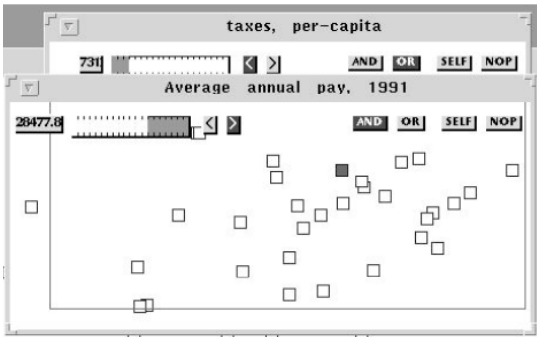 taxes, per-capita
731 < > AND OR SELF NOP
Average annual pay, 1991
28477.8 < > AND OR SELF NOP